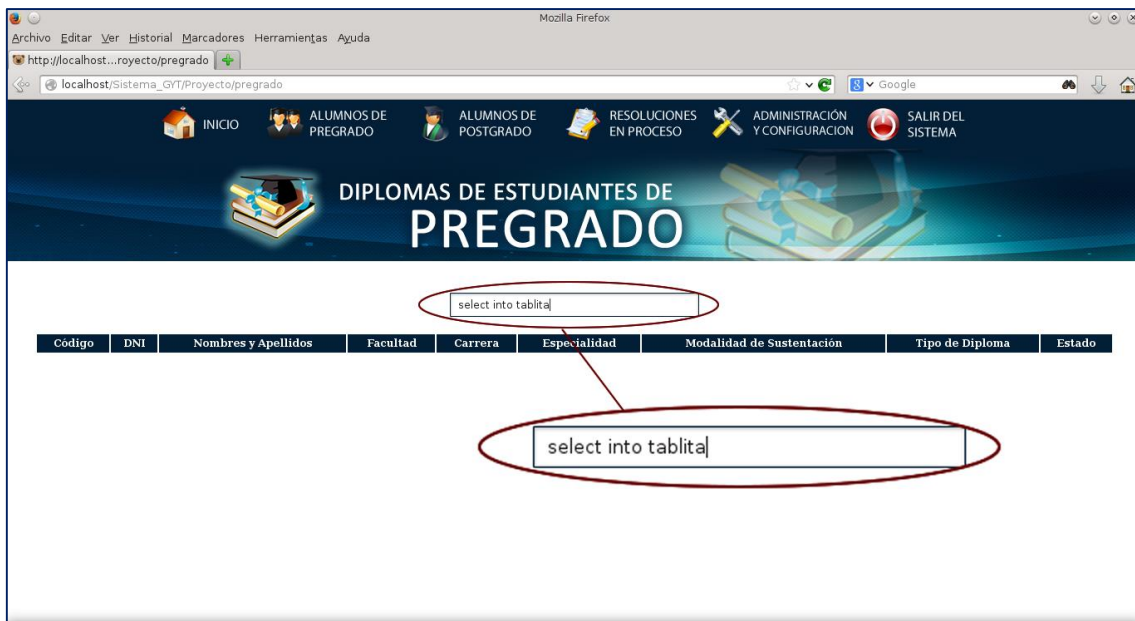 Mozilla Firefox
Archivo Editar Ver Historial Marcadores Herramientas Ayuda
http://localhost...royecto/pregrado
localhost/Sistema_GYT/Proyecto/pregrado
Google
INICIO
ALUMNOS DE
PREGRADO
ALUMNOS DE
POSTGRADO
RESOLUCIONES
EN PROCESO
ADMINISTRACIÓN
Y CONFIGURACION
SALIR DEL
SISTEMA
DIPLOMAS DE ESTUDIANTES DE
PREGRADO
select into tablita
Código DNI Nombres y Apellidos Facultad Carrera Especialidad Modalidad de Sustentación Tipo de Diploma Estado
select into tablita